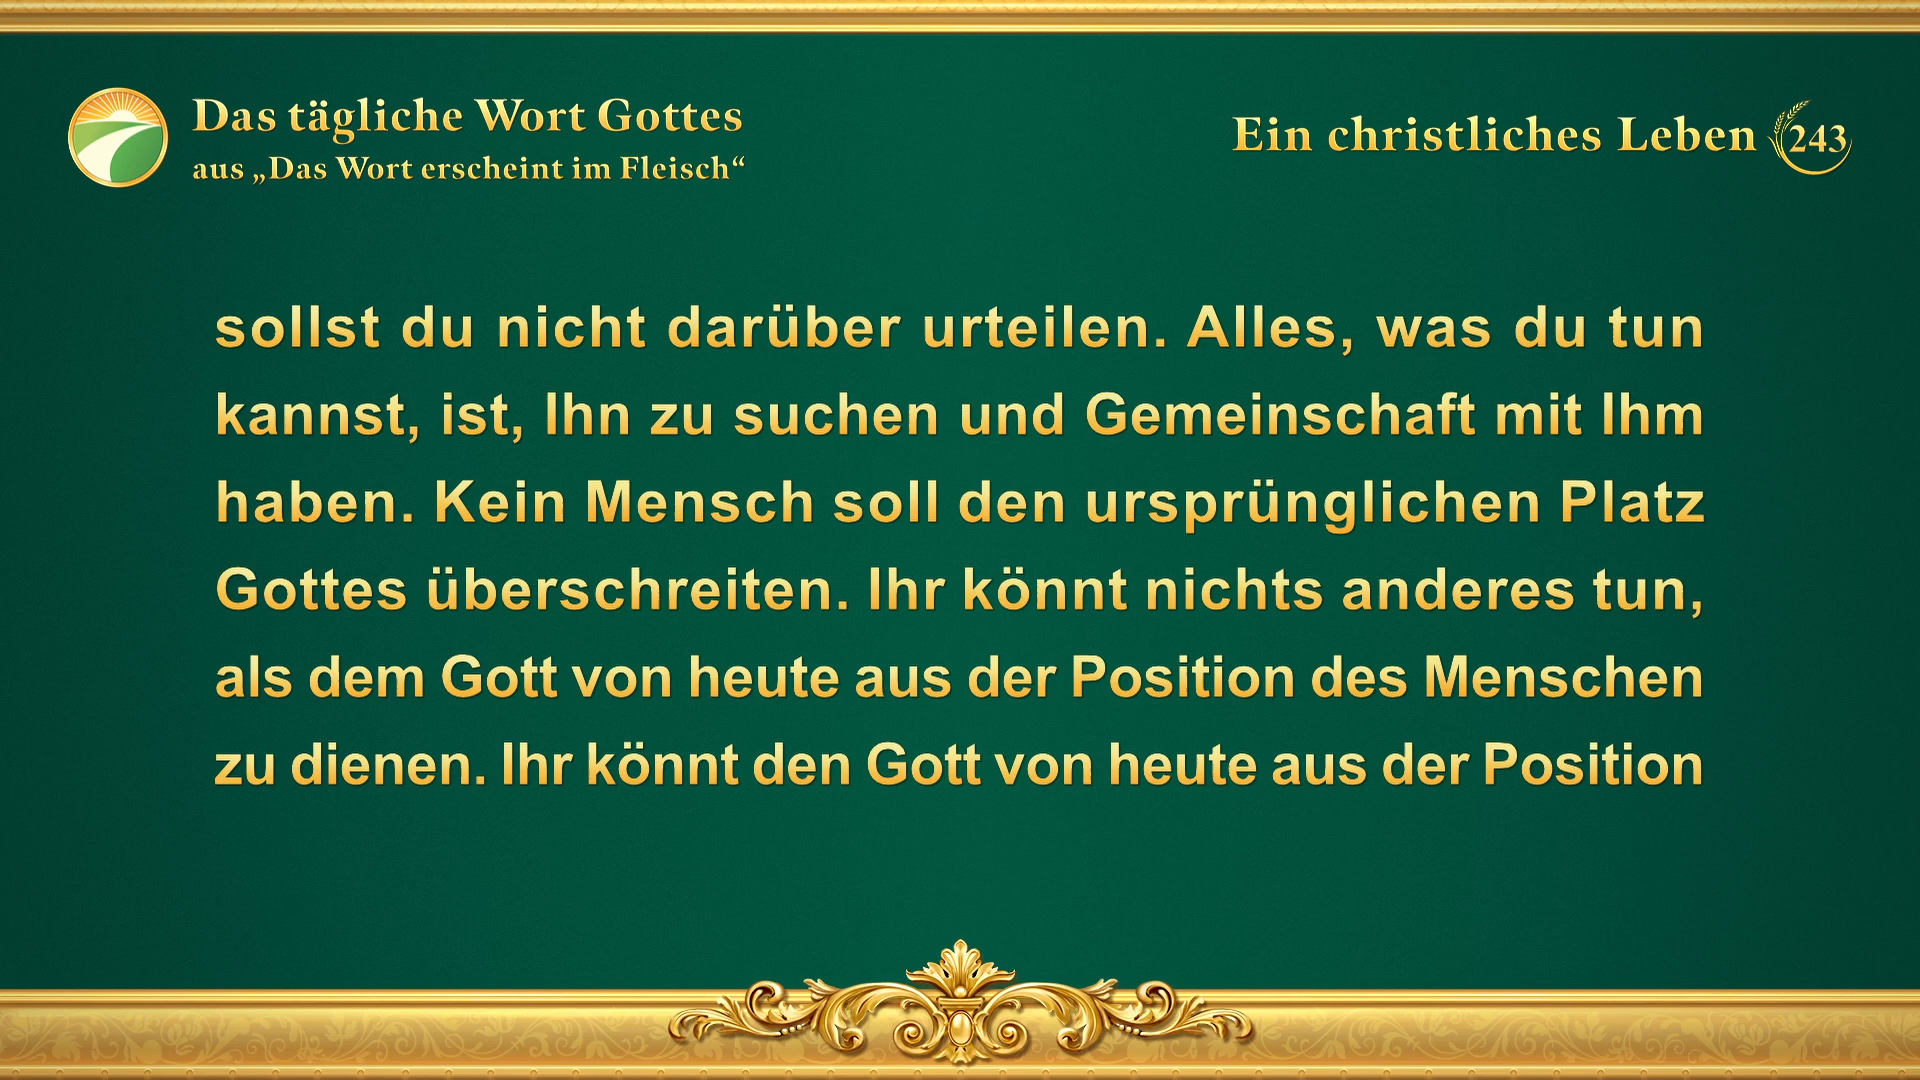 Das tägliche Wort Gottes
aus „Das Wort erscheint im Fleisch“
Ein christliches Leben 243
sollst du nicht darüber urteilen. Alles, was du tun
kannst, ist, Ihn zu suchen und Gemeinschaft mit Ihm
haben. Kein Mensch soll den ursprünglichen Platz
Gottes überschreiten. Ihr könnt nichts anderes tun,
als dem Gott von heute aus der Position des Menschen
zu dienen. Ihr könnt den Gott von heute aus der Position